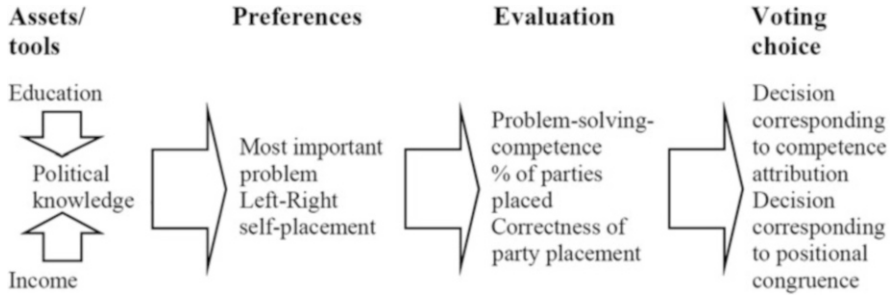 Assets/
tools
Education
Political
knowledge
Income
Preferences
Most important
problem
Left-Right
self-placement
Evaluation
Problem-solving-
competence
% of parties
placed
Correctness of
party placement
Voting
choice
Decision
corresponding
to competence
attribution
Decision
corresponding
to positional
congruence